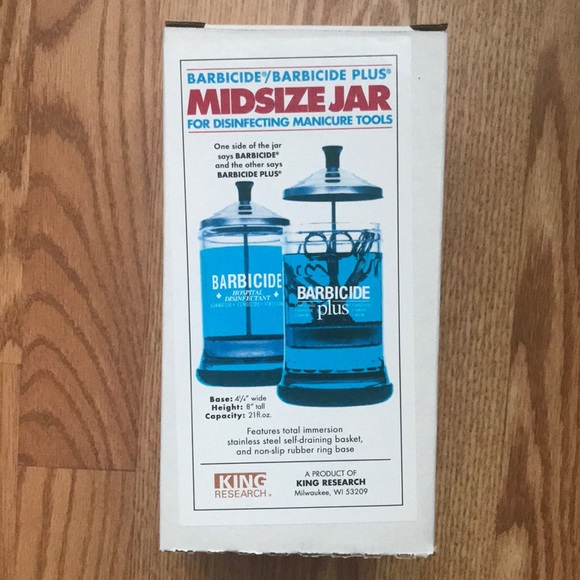 BARBICIDE®/BARBICIDE PLUS®
MIDSIZE JAR
FOR DISINFECTING MANICURE TOOLS
One side of the jar
says BARBICIDE®
and the other says
BARBICIDE PLUS®
BARBICIDE
HOSPITAL
DISINFECTANT
BARBICIDE
plus
Base: 4¼" wide
Height: 8" tall
Capacity: 21fl.oz.
Features total immersion
stainless steel self-draining basket,
and non-slip rubber ring base
KING
RESEARCH
A PRODUCT OF
KING RESEARCH
Milwaukee, WI 53209